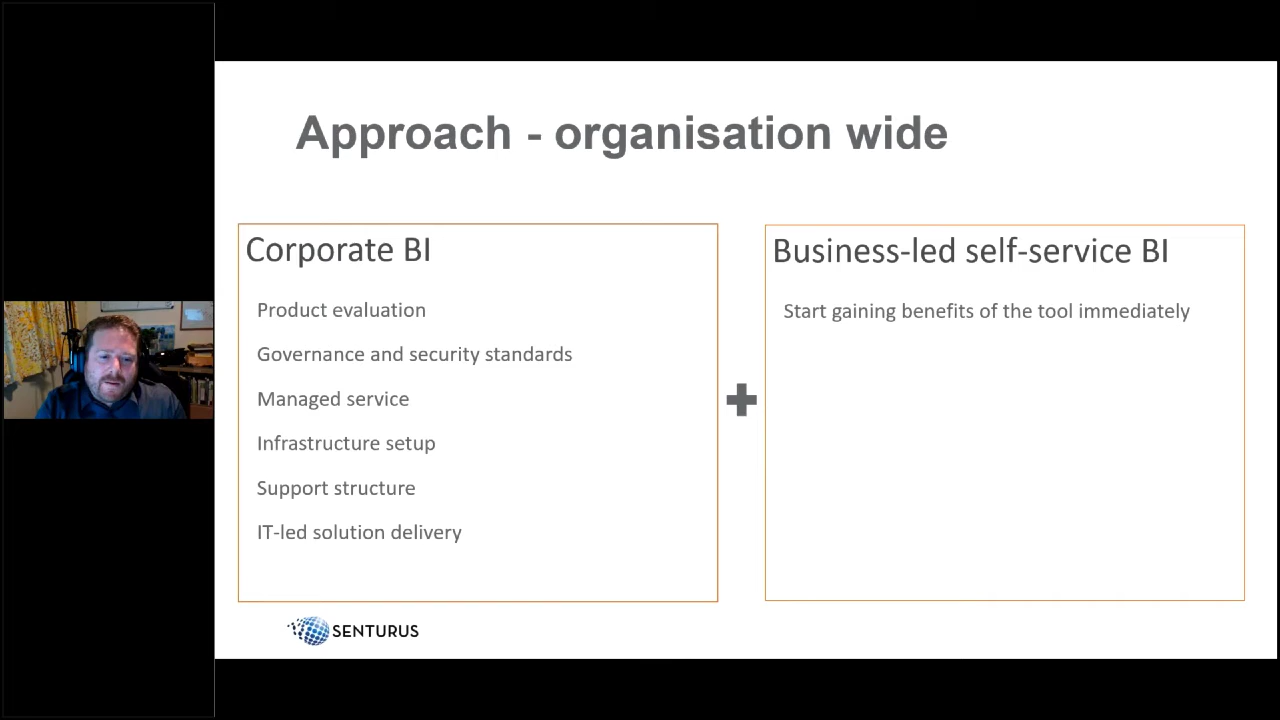 Approach - organisation wide
Corporate BI
Product evaluation
Governance and security standards
Managed service
Infrastructure setup
Support structure
IT-led solution delivery
Business-led self-service BI
Start gaining benefits of the tool immediately
SENTURUS